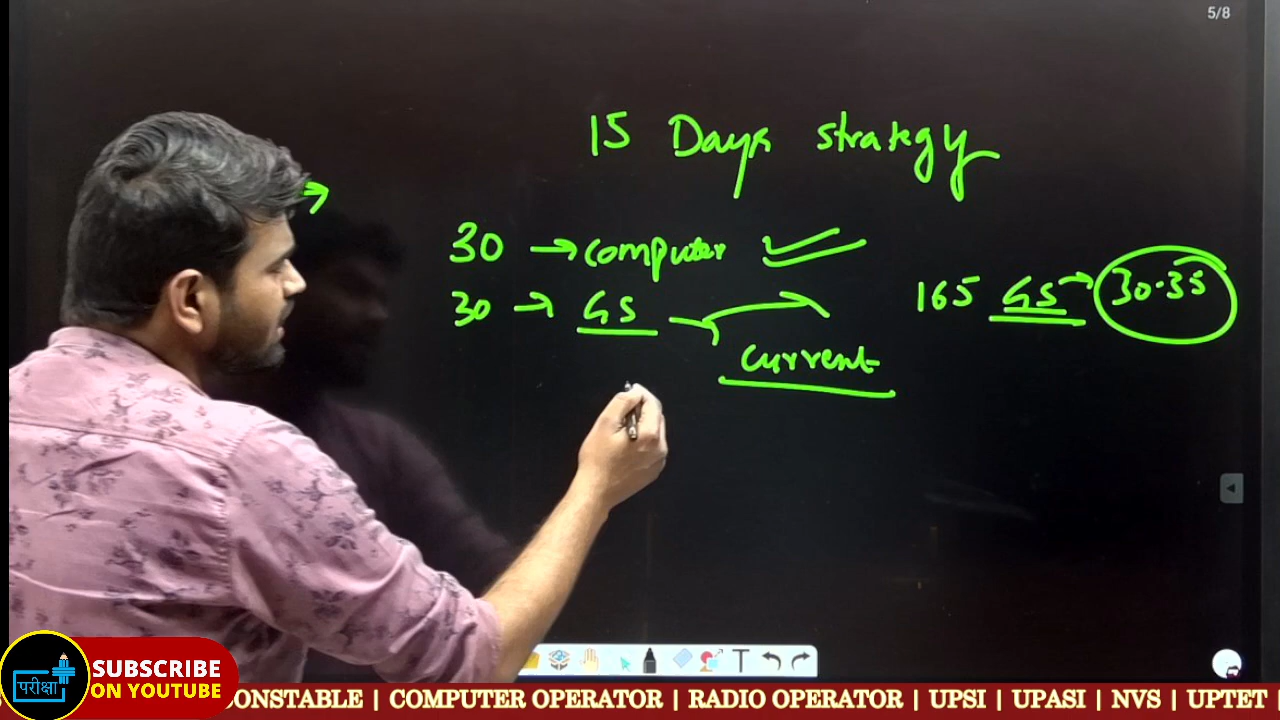 5/8
15 Days strategy
30 → computer
30 → GS
current
165 GS → 30-35
परीक्षा
SUBSCRIBE
ON YOUTUBE
CONSTABLE | COMPUTER OPERATOR | RADIO OPERATOR | UPSI | UPASI | NVS | UPTET